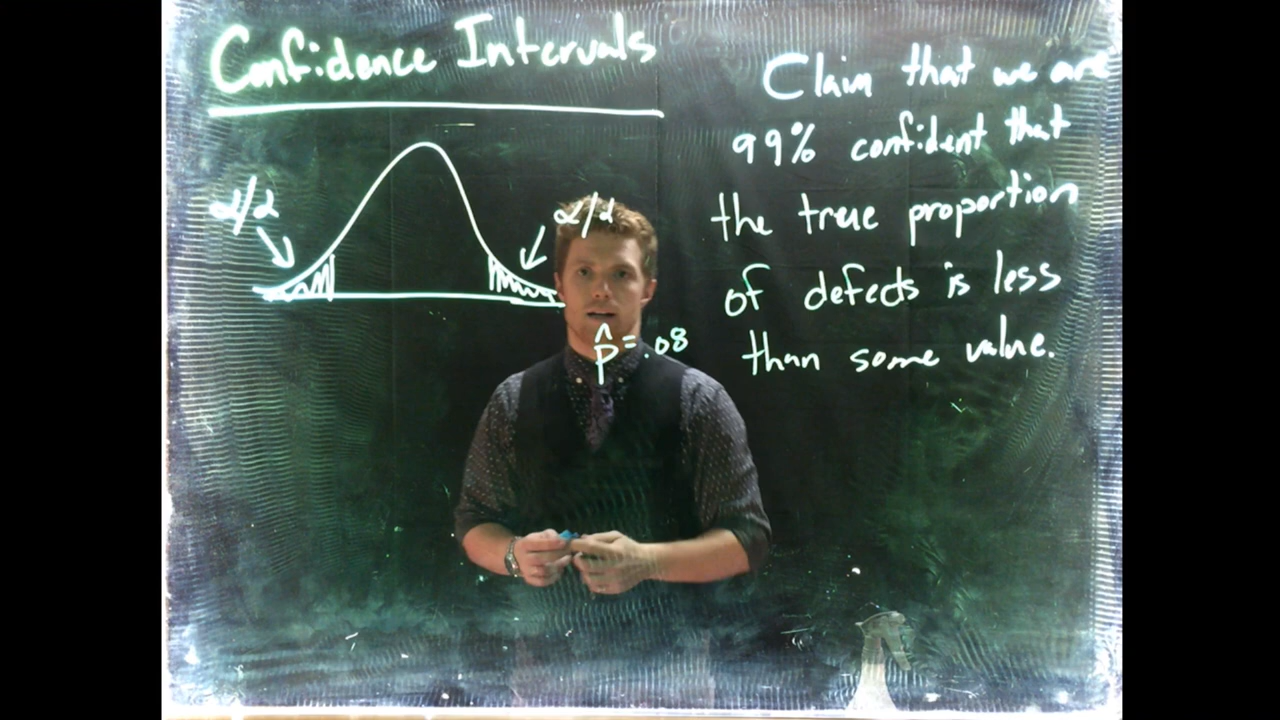 Confidence Intervals
α/2
α/2
p̂ = .08
Claim that we are
99% confident that
the true proportion
of defects is less
than some value.